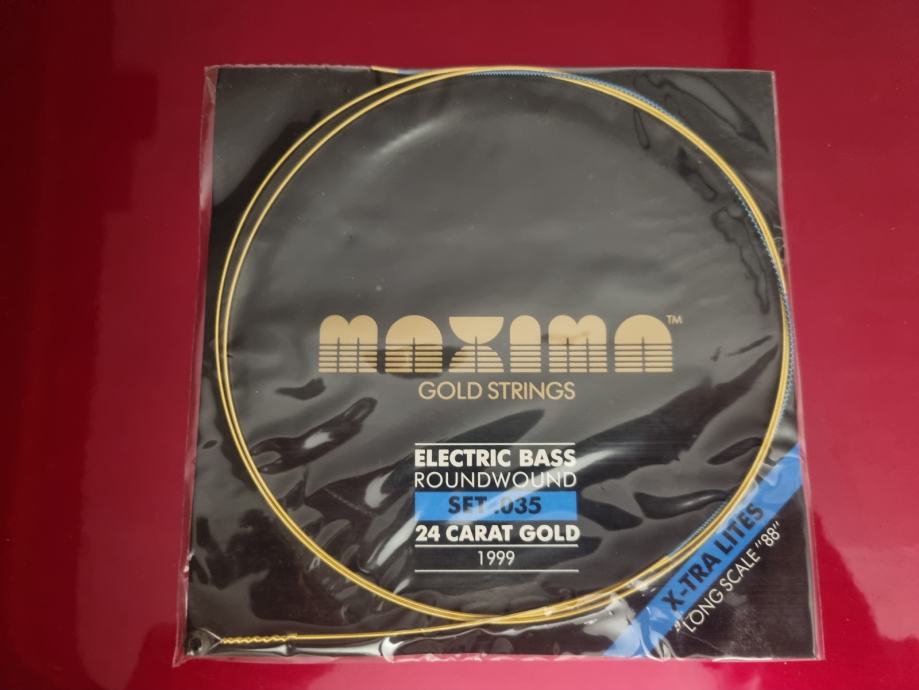 MAXIMA™
GOLD STRINGS
ELECTRIC BASS
ROUNDWOUND
SET .035
24 CARAT GOLD
1999
X-TRA LITES
LONG SCALE "88"